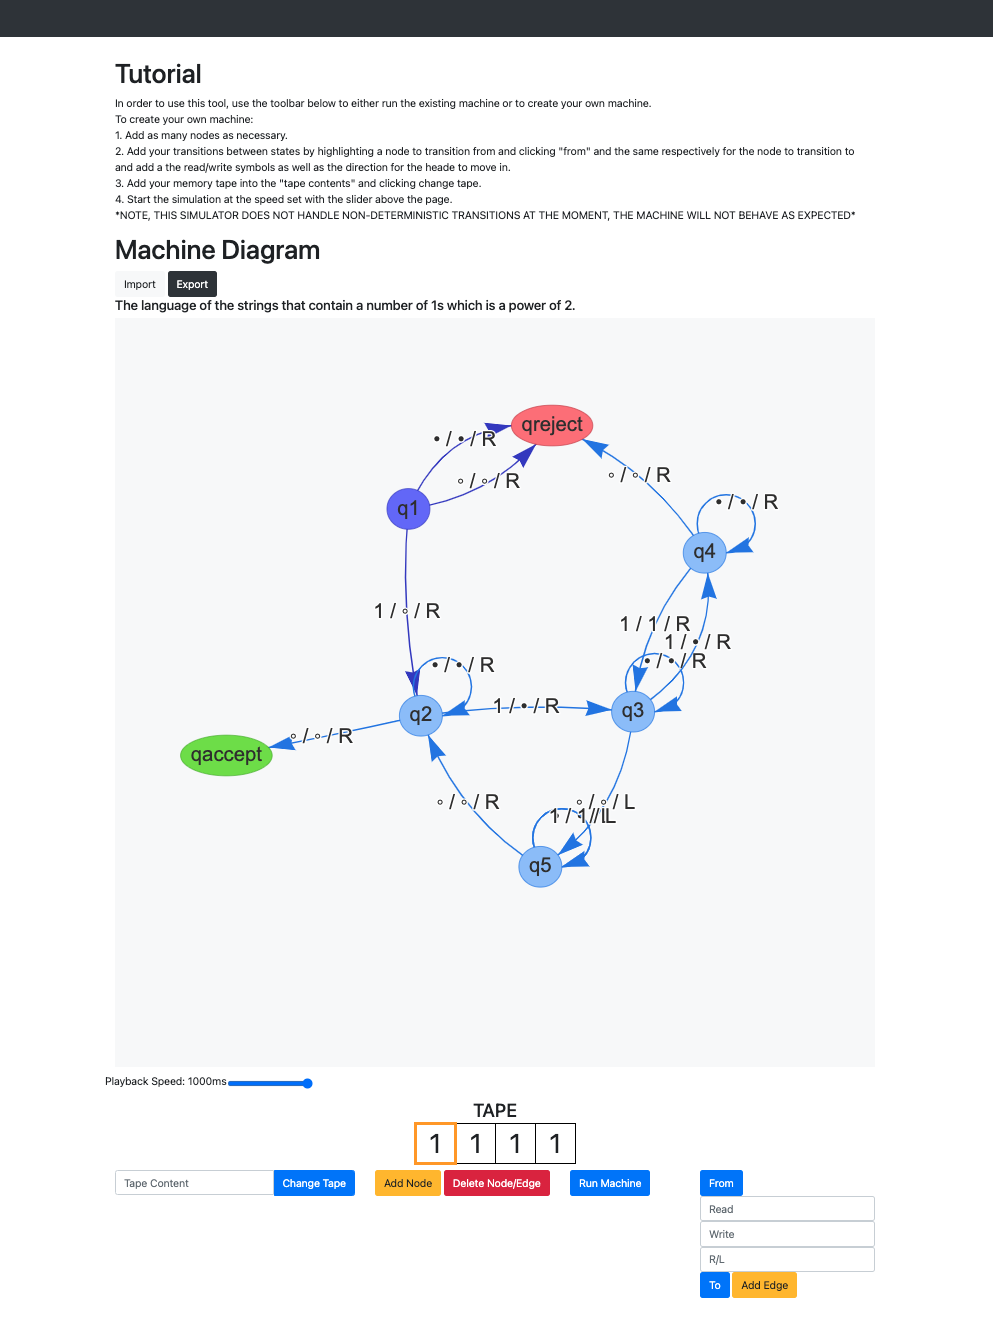 Tutorial
In order to use this tool, use the toolbar below to either run the existing machine or to create your own machine.
To create your own machine:
1. Add as many nodes as necessary.
2. Add your transitions between states by highlighting a node to transition from and clicking "from" and the same respectively for the node to transition to
and add a the read/write symbols as well as the direction for the heade to move in.
3. Add your memory tape into the "tape contents" and clicking change tape.
4. Start the simulation at the speed set with the slider above the page.
*NOTE, THIS SIMULATOR DOES NOT HANDLE NON-DETERMINISTIC TRANSITIONS AT THE MOMENT, THE MACHINE WILL NOT BEHAVE AS EXPECTED*
Machine Diagram
Import Export
The language of the strings that contain a number of 1s which is a power of 2.
qreject
• / • / R
◦ / ◦ / R
◦ / ◦ / R
q1
• / • / R
q4
1 / ◦ / R
1 / 1 / R
1 / • / R
• / • / R
• / • / R
q2
1 / • / R
q3
◦ / ◦ / R
qaccept
◦ / ◦ / R
◦ / ◦ / L
1 / 1 / L
q5
Playback Speed: 1000ms
TAPE
1 1 1 1
Tape Content Change Tape Add Node Delete Node/Edge Run Machine From
Read
Write
R/L
To Add Edge